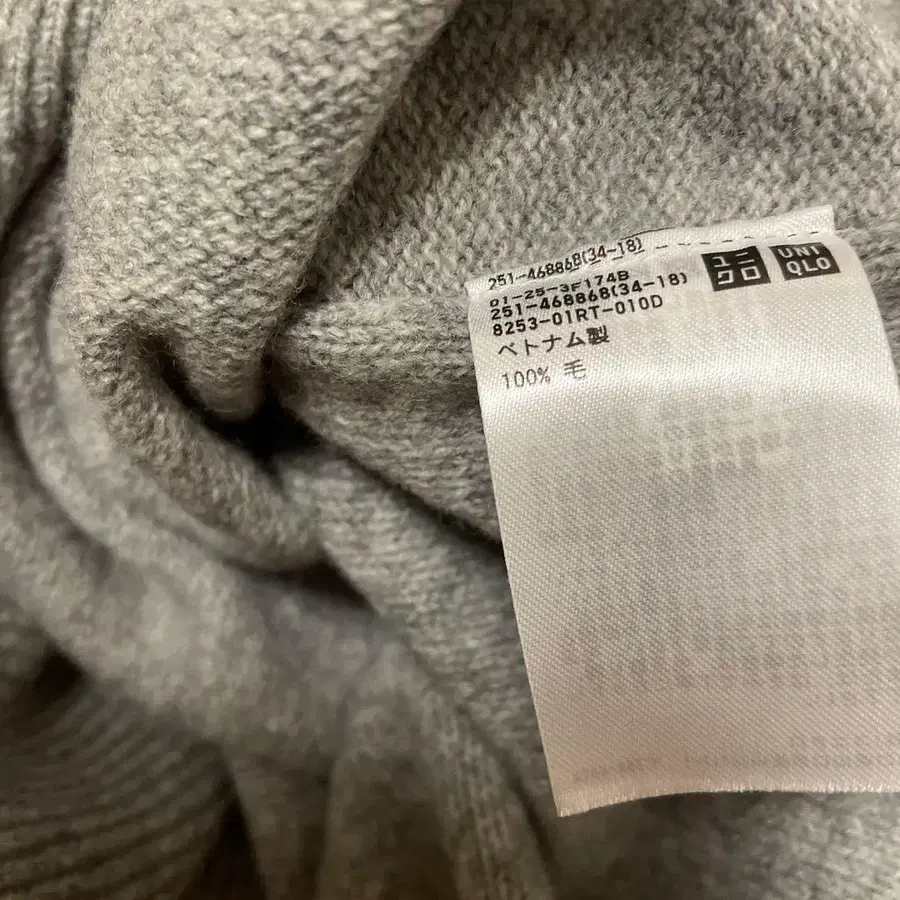 251-468868(34-18)
01-25-3F174B
251-468868(34-18)
8253-01RT-010D
ベトナム製
100% 毛
ユニ
クロ
UNI
QLO